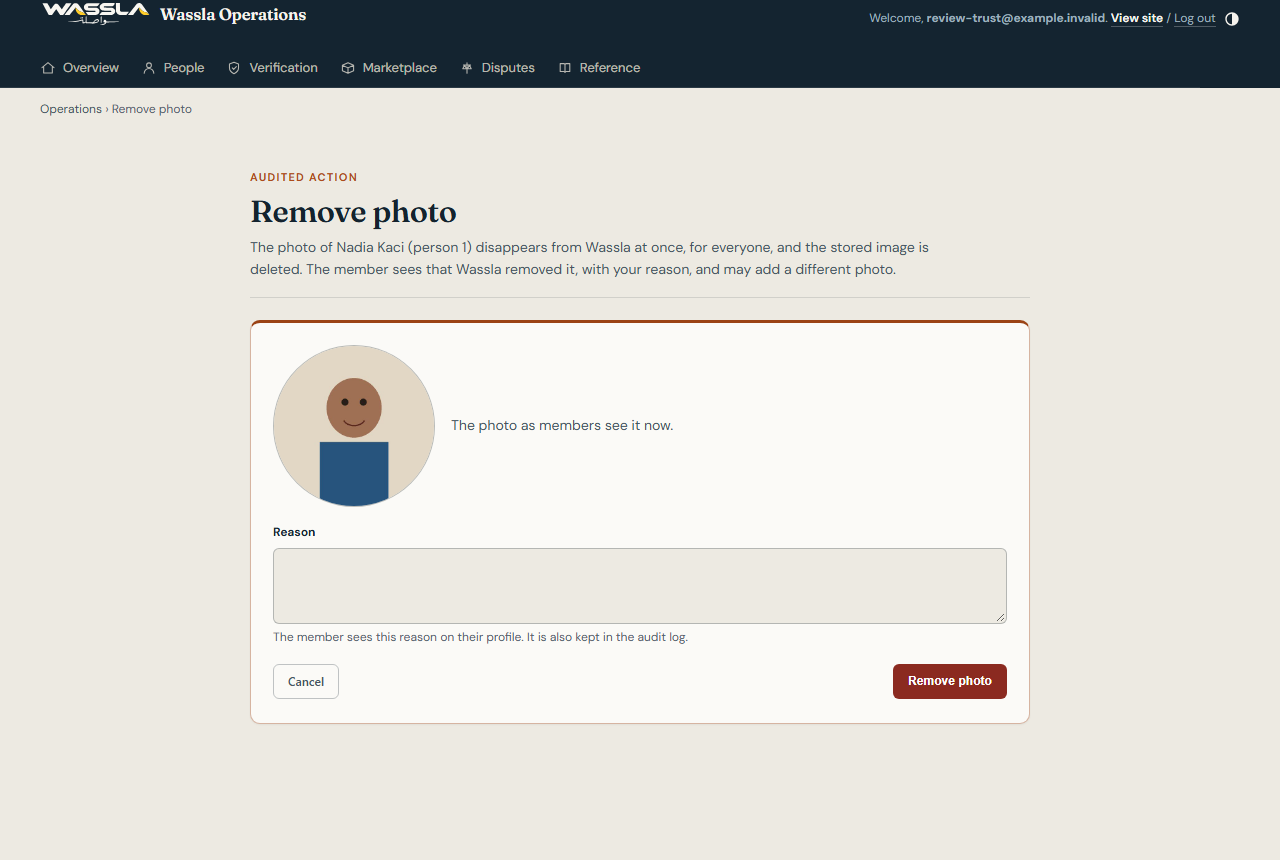 WASSLA
واصلة
Wassla Operations
Welcome, review-trust@example.invalid. View site / Log out
Overview
People
Verification
Marketplace
Disputes
Reference
Operations › Remove photo
AUDITED ACTION
Remove photo
The photo of Nadia Kaci (person 1) disappears from Wassla at once, for everyone, and the stored image is
deleted. The member sees that Wassla removed it, with your reason, and may add a different photo.
The photo as members see it now.
Reason
The member sees this reason on their profile. It is also kept in the audit log.
Cancel
Remove photo